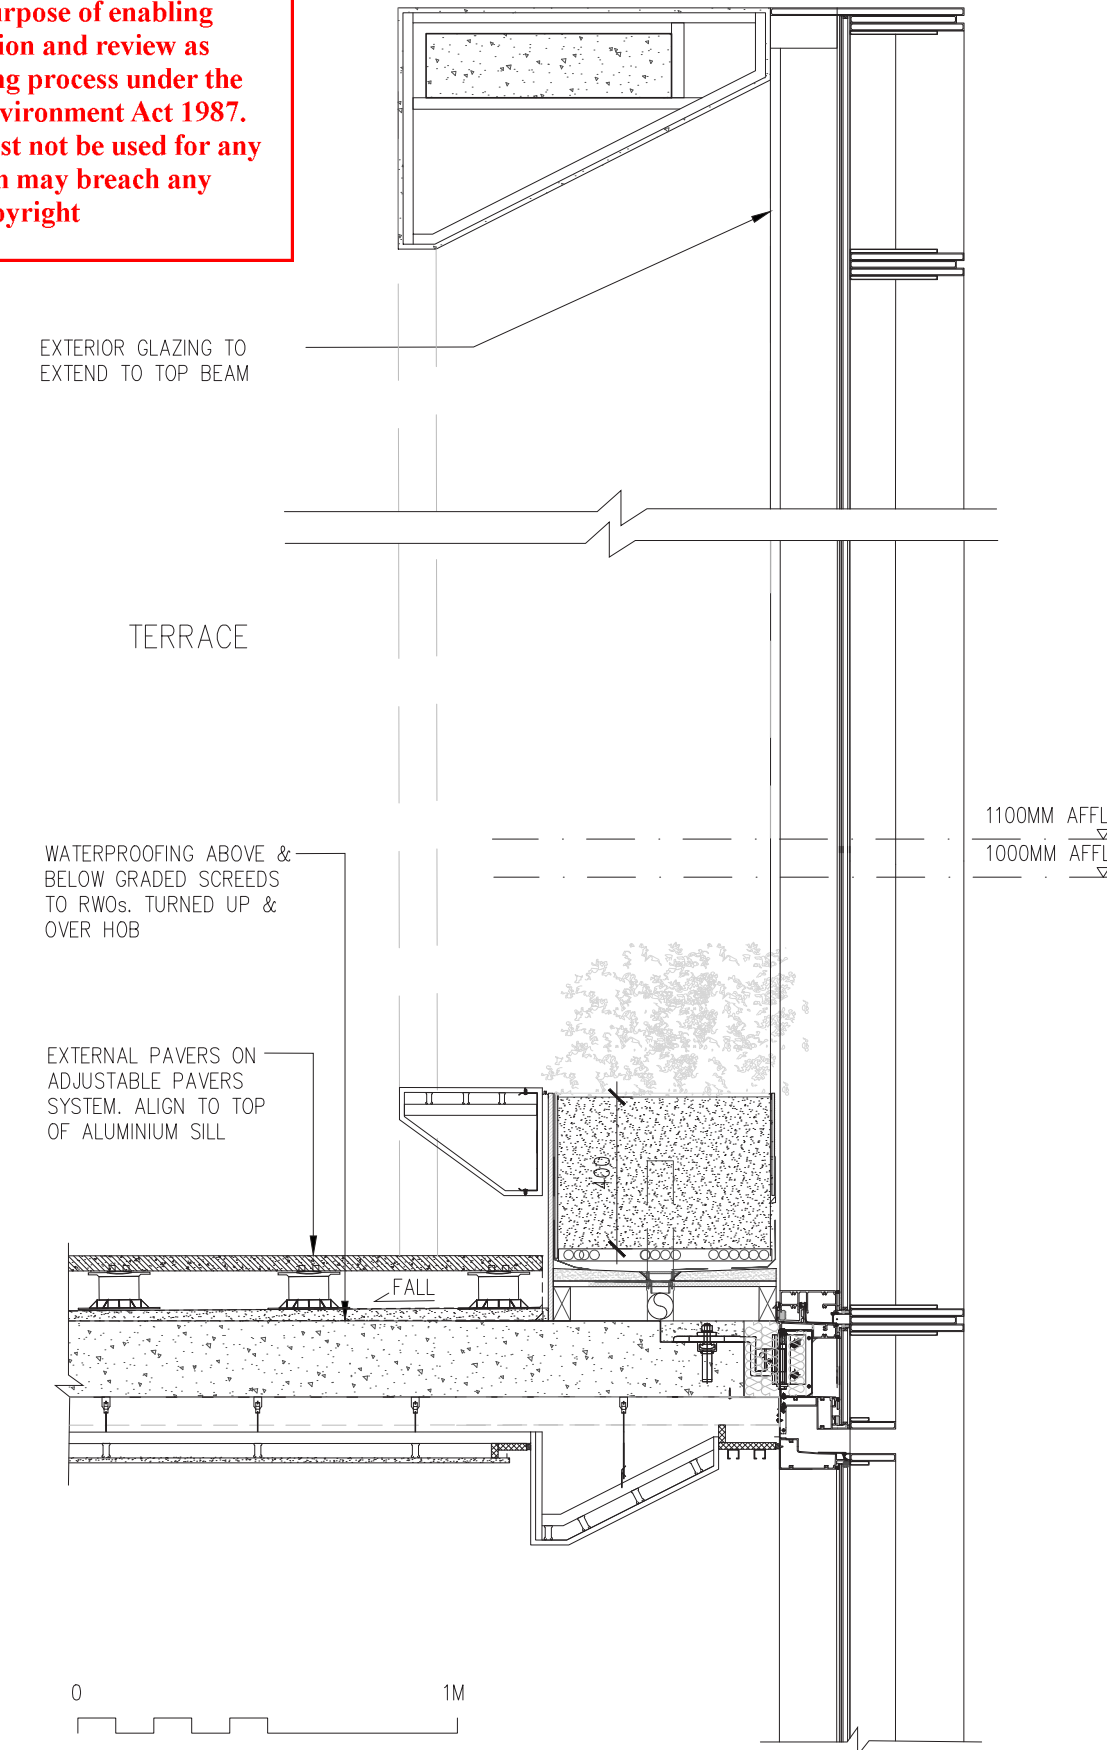 urpose of enabling
ion and review as
ng process under the
vironment Act 1987.
st not be used for any
n may breach any
pyright
EXTERIOR GLAZING TO
EXTEND TO TOP BEAM
TERRACE
1100MM AFFL
1000MM AFFL
WATERPROOFING ABOVE &
BELOW GRADED SCREEDS
TO RWOs. TURNED UP &
OVER HOB
EXTERNAL PAVERS ON
ADJUSTABLE PAVERS
SYSTEM. ALIGN TO TOP
OF ALUMINIUM SILL
400
FALL
0 1M